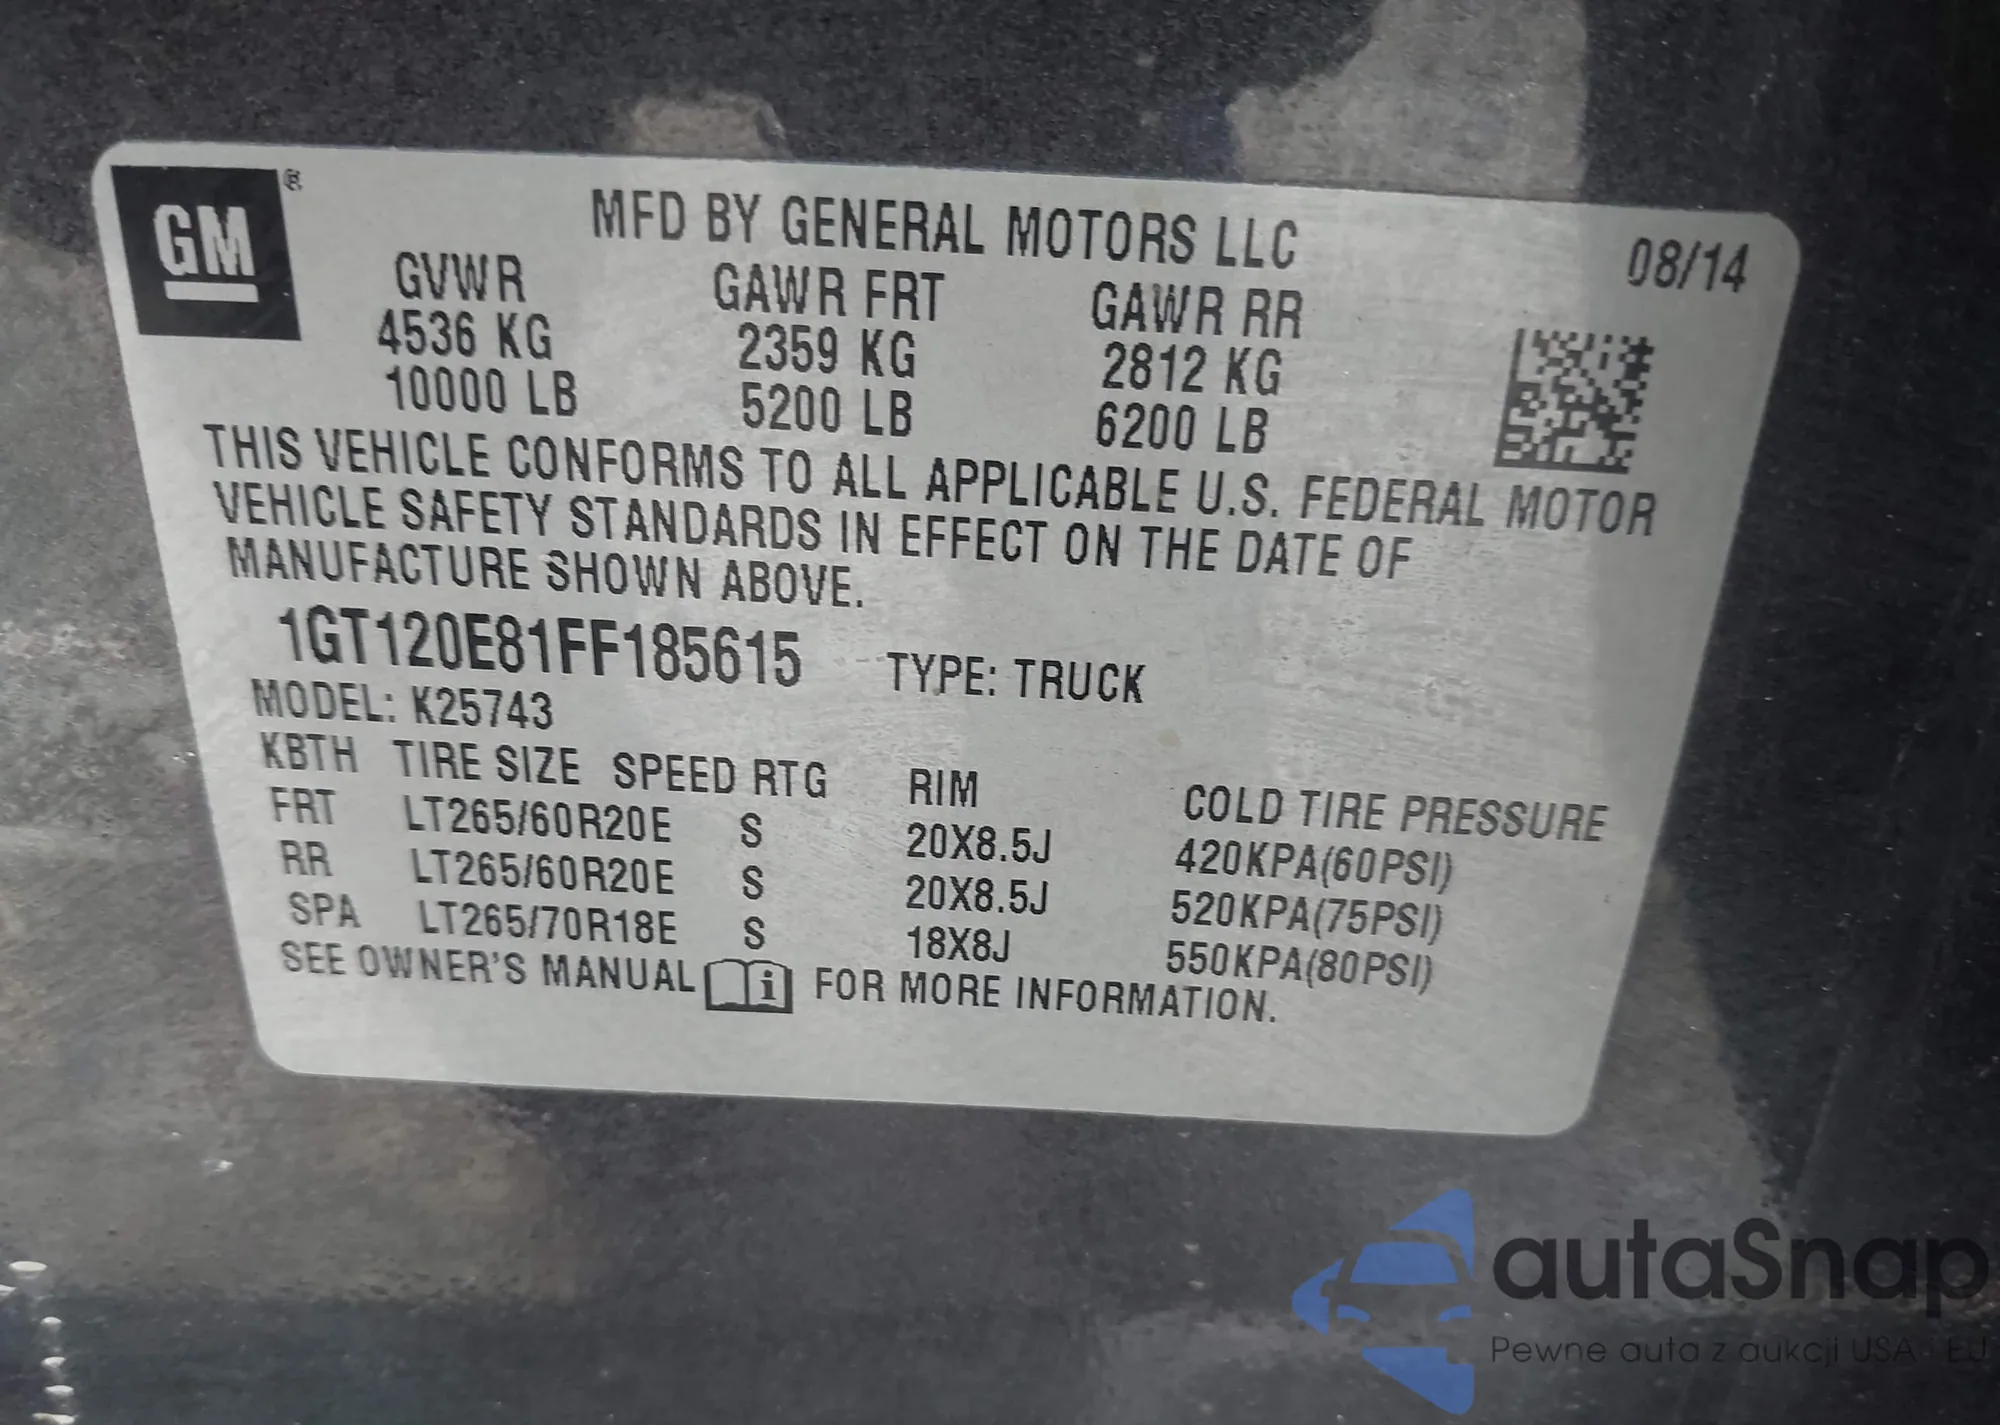 GM ®
MFD BY GENERAL MOTORS LLC 08/14
GVWR GAWR FRT GAWR RR
4536 KG 2359 KG 2812 KG
10000 LB 5200 LB 6200 LB
THIS VEHICLE CONFORMS TO ALL APPLICABLE U.S. FEDERAL MOTOR
VEHICLE SAFETY STANDARDS IN EFFECT ON THE DATE OF
MANUFACTURE SHOWN ABOVE.
1GT120E81FF185615 TYPE: TRUCK
MODEL: K25743
KBTH TIRE SIZE SPEED RTG RIM COLD TIRE PRESSURE
FRT LT265/60R20E S 20X8.5J 420KPA(60PSI)
RR LT265/60R20E S 20X8.5J 520KPA(75PSI)
SPA LT265/70R18E S 18X8J 550KPA(80PSI)
SEE OWNER'S MANUAL i FOR MORE INFORMATION.
autaSnap
Pewne auta z aukcji USA - EU